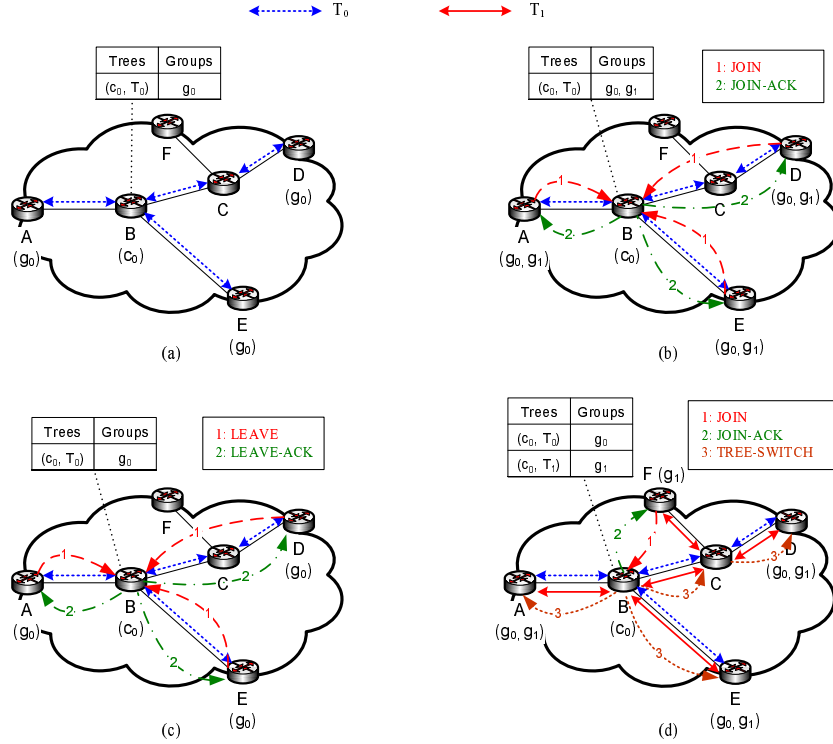 T₀ T₁
Trees Groups
(c₀, T₀) g₀
F
D
(g₀)
C
A
(g₀)
B
(c₀)
E
(g₀)
(a)
Trees Groups
(c₀, T₀) g₀, g₁
1: JOIN
2: JOIN-ACK
F
1
D
(g₀, g₁)
1
C
2
A
(g₀, g₁)
2
B
(c₀)
1
2
E
(g₀, g₁)
(b)
Trees Groups
(c₀, T₀) g₀
1: LEAVE
2: LEAVE-ACK
F
1
D
(g₀)
1
C
2
A
(g₀)
2
B
(c₀)
1
2
E
(g₀)
(c)
Trees Groups
(c₀, T₀) g₀
(c₀, T₁) g₁
1: JOIN
2: JOIN-ACK
3: TREE-SWITCH
F (g₁)
2
1
D
(g₀, g₁)
3
C
3
A
(g₀, g₁)
3
B
(c₀)
3
E
(g₀, g₁)
(d)